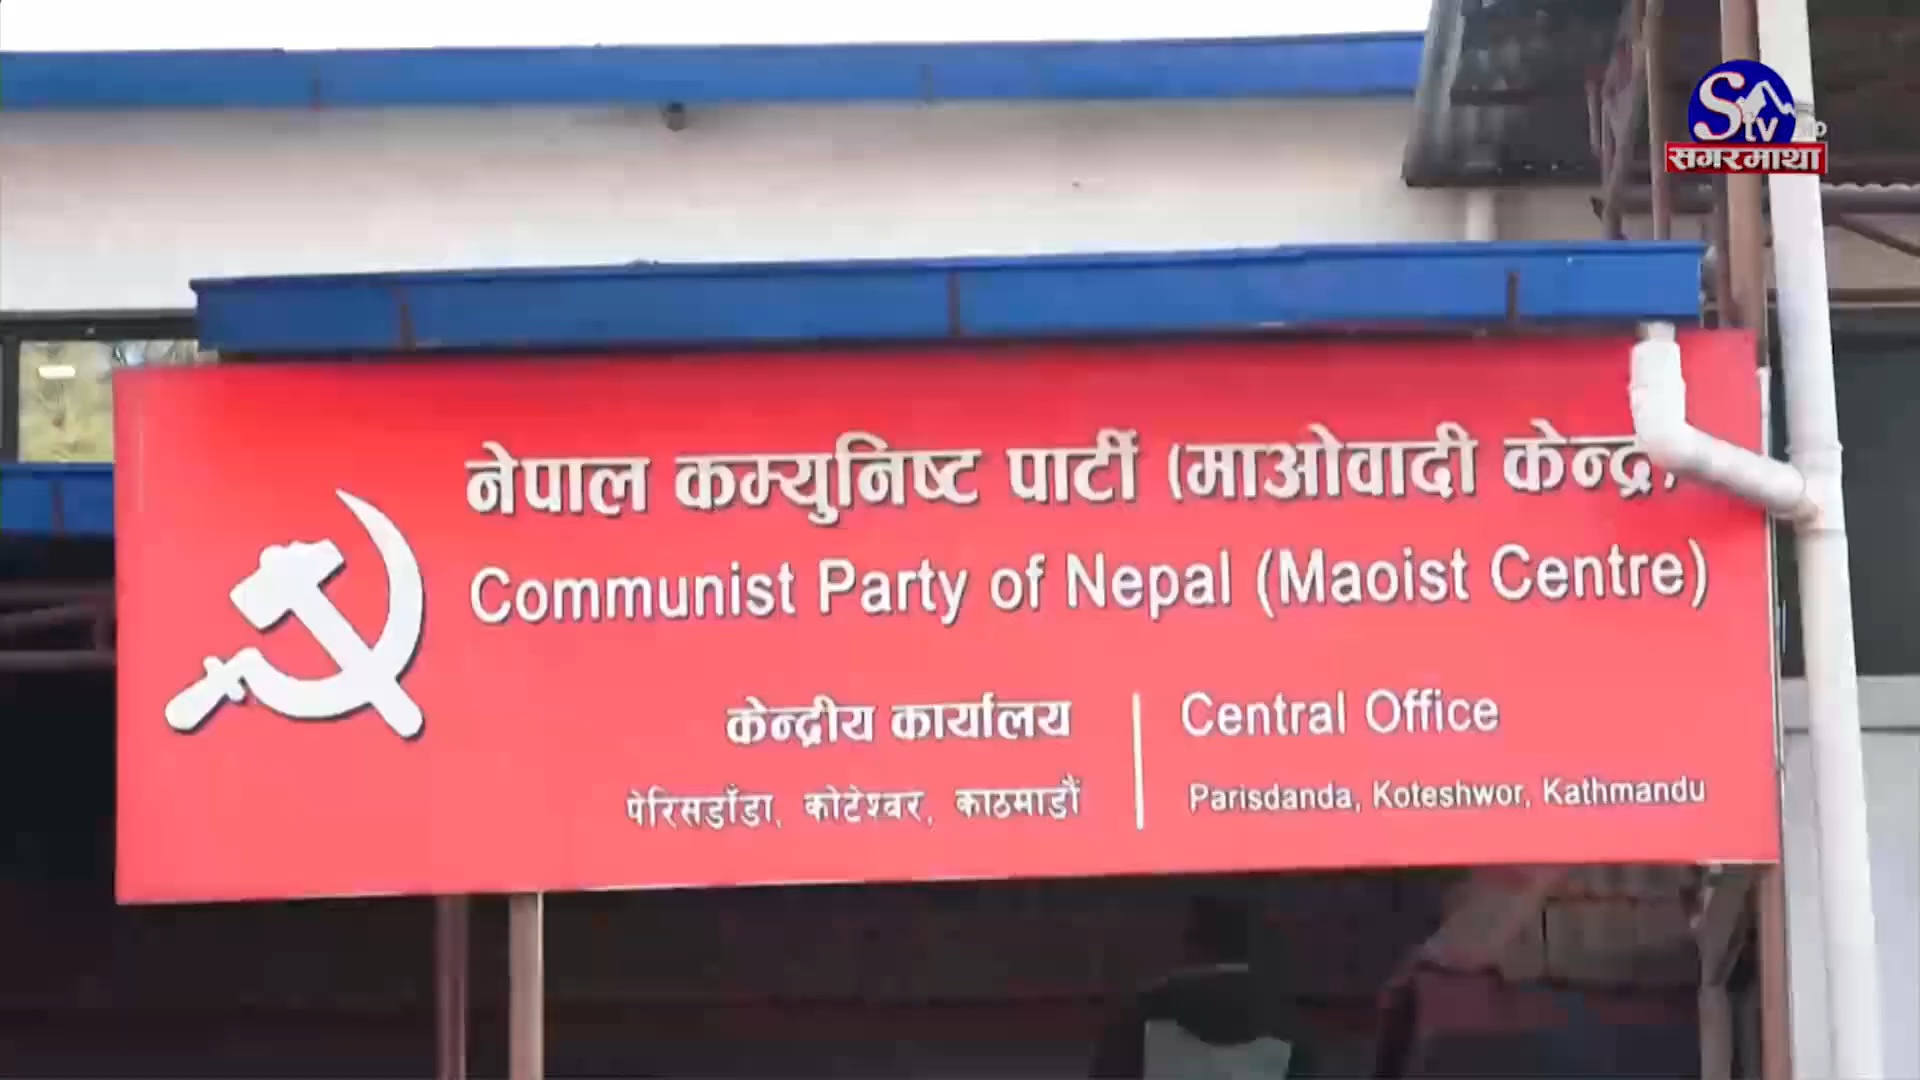 Stv HD
सगरमाथा
नेपाल कम्युनिष्ट पार्टी (माओवादी केन्द्र)
Communist Party of Nepal (Maoist Centre)
केन्द्रीय कार्यालय
पेरिसडाँडा, कोटेश्वर, काठमाडौं
Central Office
Parisdanda, Koteshwor, Kathmandu